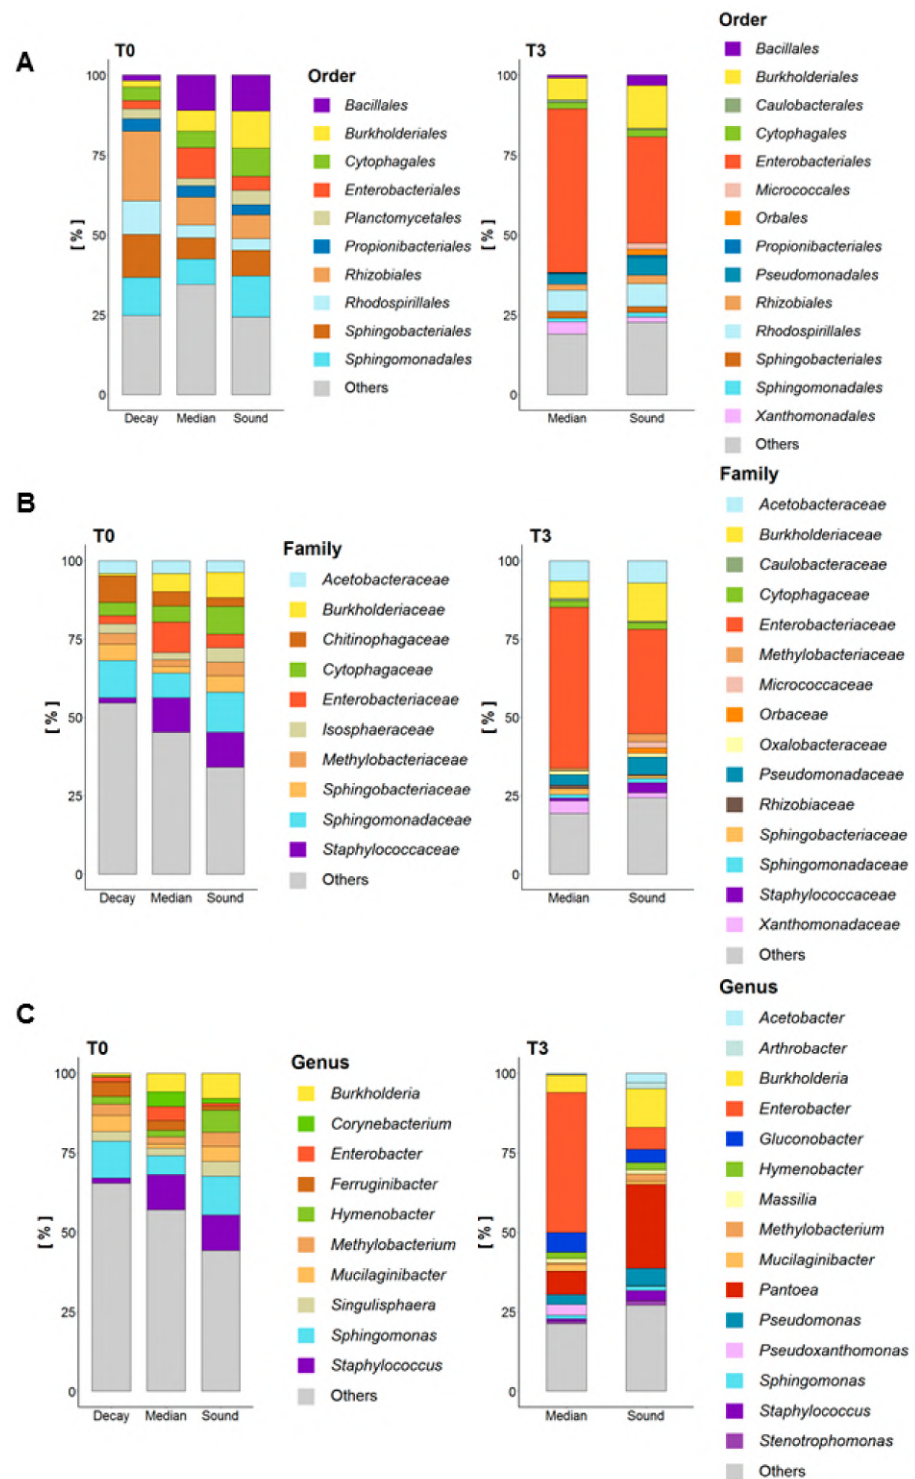 A
T0
[ % ]
100
75
50
25
0
Decay Median Sound
Order
Bacillales
Burkholderiales
Cytophagales
Enterobacteriales
Planctomycetales
Propionibacteriales
Rhizobiales
Rhodospirillales
Sphingobacteriales
Sphingomonadales
Others
T3
[ % ]
100
75
50
25
0
Median Sound
Order
Bacillales
Burkholderiales
Caulobacterales
Cytophagales
Enterobacteriales
Micrococcales
Orbales
Propionibacteriales
Pseudomonadales
Rhizobiales
Rhodospirillales
Sphingobacteriales
Sphingomonadales
Xanthomonadales
Others
B
T0
[ % ]
100
75
50
25
0
Decay Median Sound
Family
Acetobacteraceae
Burkholderiaceae
Chitinophagaceae
Cytophagaceae
Enterobacteriaceae
Isosphaeraceae
Methylobacteriaceae
Sphingobacteriaceae
Sphingomonadaceae
Staphylococcaceae
Others
T3
[ % ]
100
75
50
25
0
Median Sound
Family
Acetobacteraceae
Burkholderiaceae
Caulobacteraceae
Cytophagaceae
Enterobacteriaceae
Methylobacteriaceae
Micrococcaceae
Orbaceae
Oxalobacteraceae
Pseudomonadaceae
Rhizobiaceae
Sphingobacteriaceae
Sphingomonadaceae
Staphylococcaceae
Xanthomonadaceae
Others
C
T0
[ % ]
100
75
50
25
0
Decay Median Sound
Genus
Burkholderia
Corynebacterium
Enterobacter
Ferruginibacter
Hymenobacter
Methylobacterium
Mucilaginibacter
Singulisphaera
Sphingomonas
Staphylococcus
Others
T3
[ % ]
100
75
50
25
0
Median Sound
Genus
Acetobacter
Arthrobacter
Burkholderia
Enterobacter
Gluconobacter
Hymenobacter
Massilia
Methylobacterium
Mucilaginibacter
Pantoea
Pseudomonas
Pseudoxanthomonas
Sphingomonas
Staphylococcus
Stenotrophomonas
Others